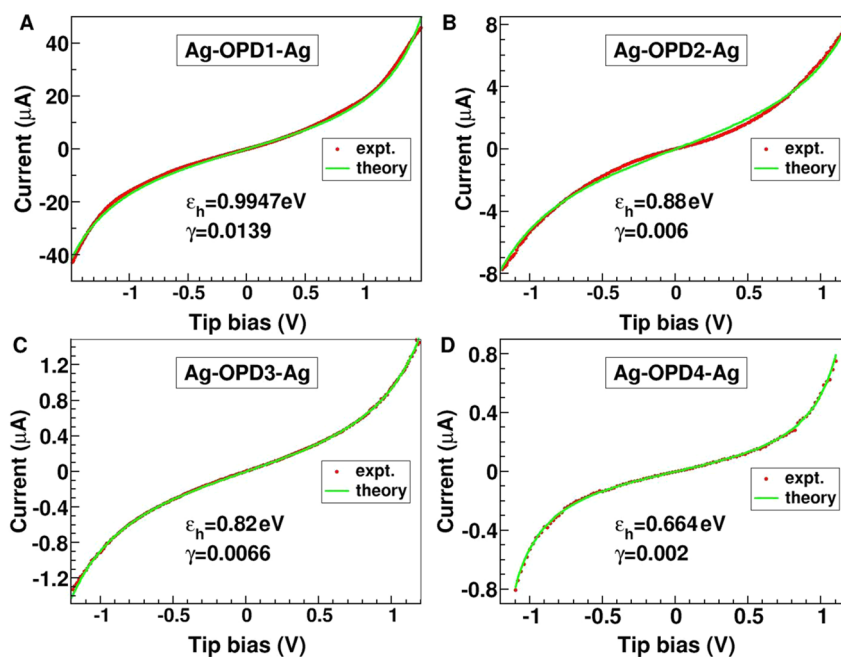 A
Ag-OPD1-Ag
40
20
0
-20
-40
Current (μA)
expt.
theory
εh=0.9947eV
γ=0.0139
-1 -0.5 0 0.5 1
Tip bias (V)
B
Ag-OPD2-Ag
8
4
0
-4
-8
Current (μA)
expt.
theory
εh=0.88eV
γ=0.006
-1 -0.5 0 0.5 1
Tip bias (V)
C
Ag-OPD3-Ag
1.2
0.8
0.4
0
-0.4
-0.8
-1.2
Current (μA)
expt.
theory
εh=0.82eV
γ=0.0066
-1 -0.5 0 0.5 1
Tip bias (V)
D
Ag-OPD4-Ag
0.8
0.4
0
-0.4
-0.8
Current (μA)
expt.
theory
εh=0.664eV
γ=0.002
-1 -0.5 0 0.5 1
Tip bias (V)